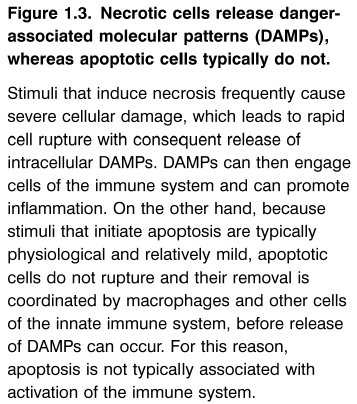 Figure 1.3. Necrotic cells release danger-
associated molecular patterns (DAMPs),
whereas apoptotic cells typically do not.
Stimuli that induce necrosis frequently cause
severe cellular damage, which leads to rapid
cell rupture with consequent release of
intracellular DAMPs. DAMPs can then engage
cells of the immune system and can promote
inflammation. On the other hand, because
stimuli that initiate apoptosis are typically
physiological and relatively mild, apoptotic
cells do not rupture and their removal is
coordinated by macrophages and other cells
of the innate immune system, before release
of DAMPs can occur. For this reason,
apoptosis is not typically associated with
activation of the immune system.